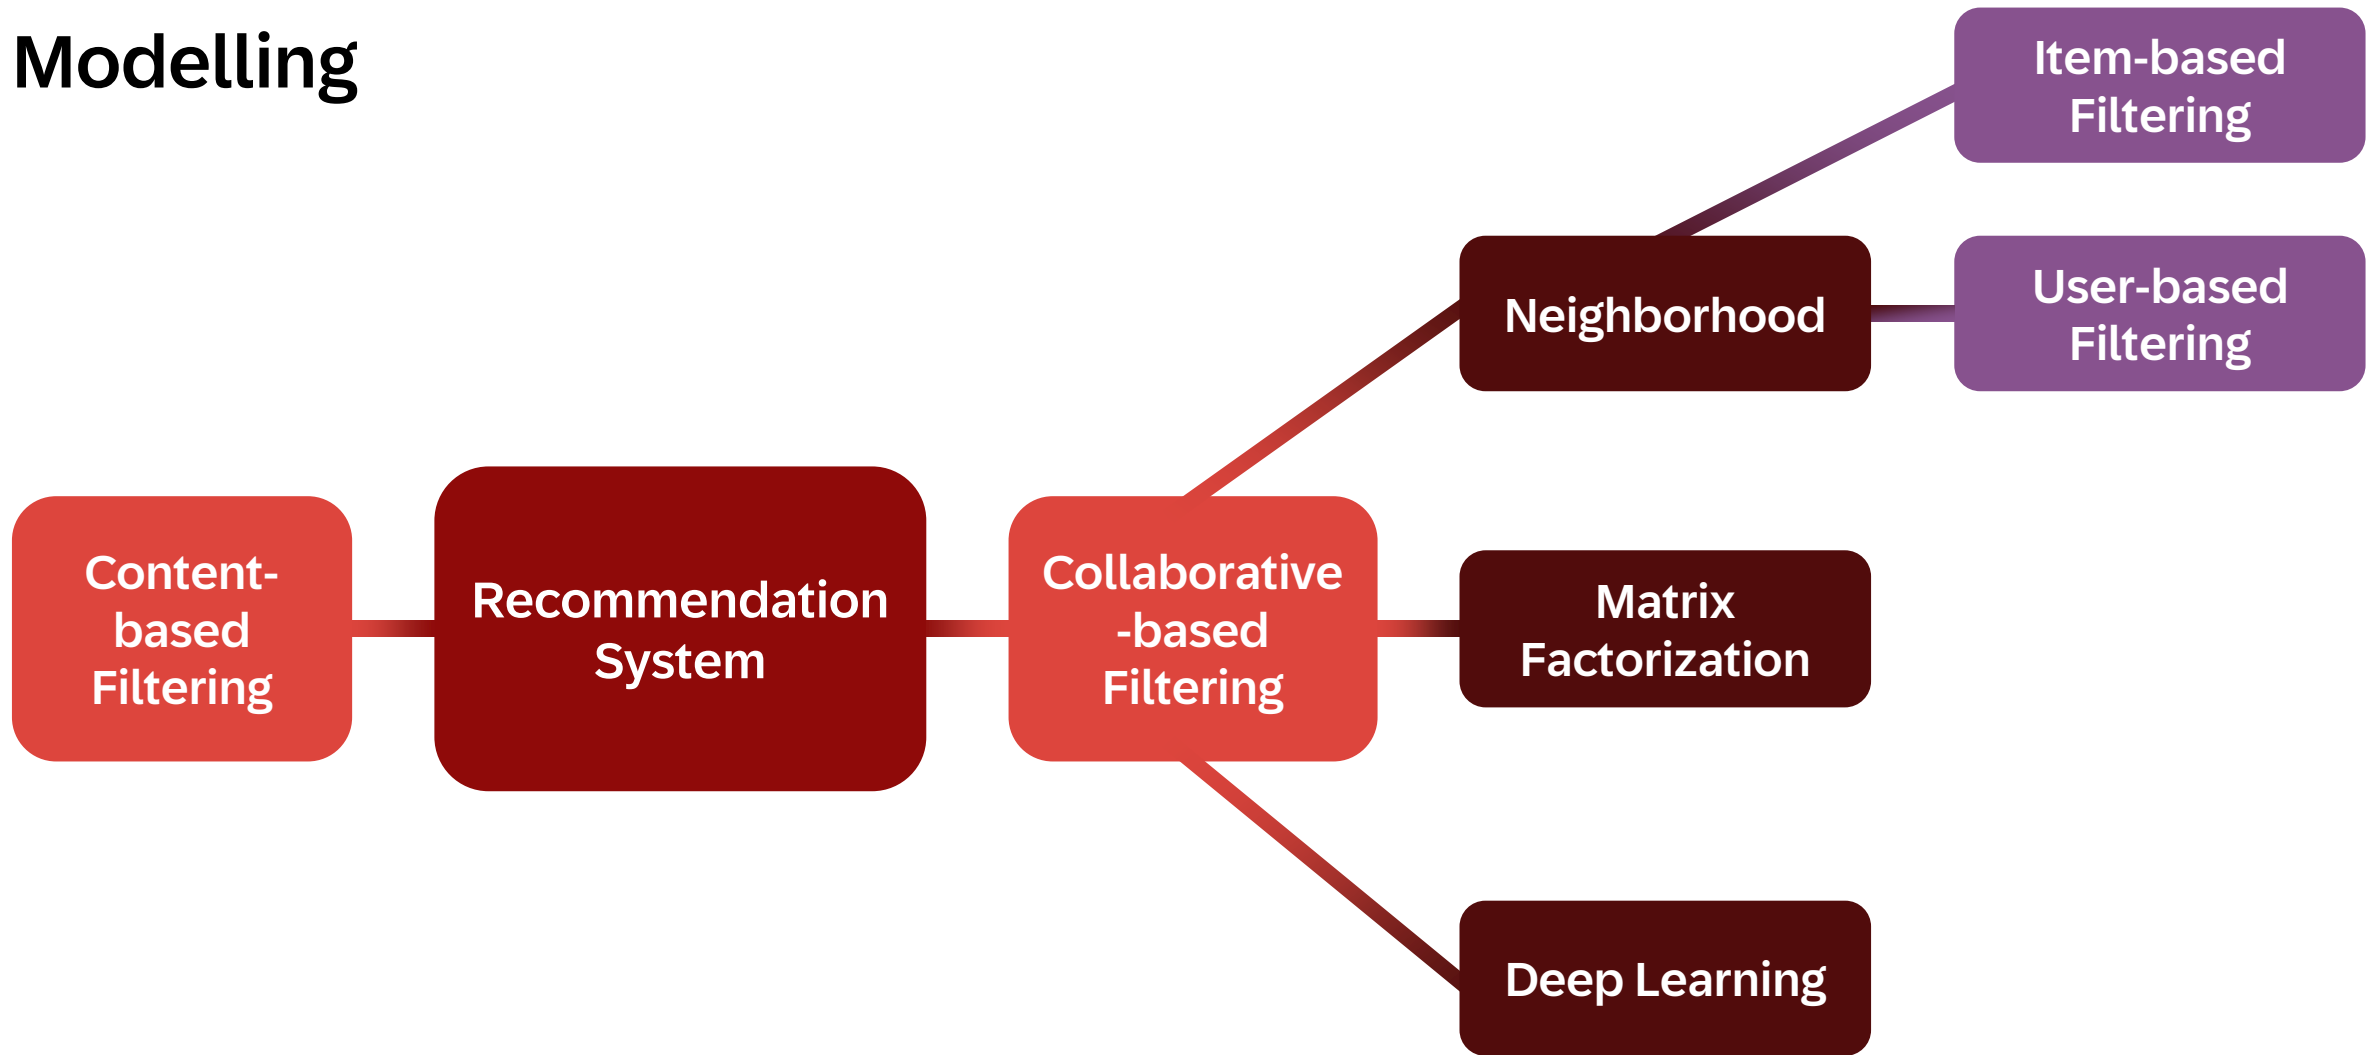 Modelling
Item-based
Filtering
Neighborhood
User-based
Filtering
Content-
based
Filtering
Recommendation
System
Collaborative
-based
Filtering
Matrix
Factorization
Deep Learning